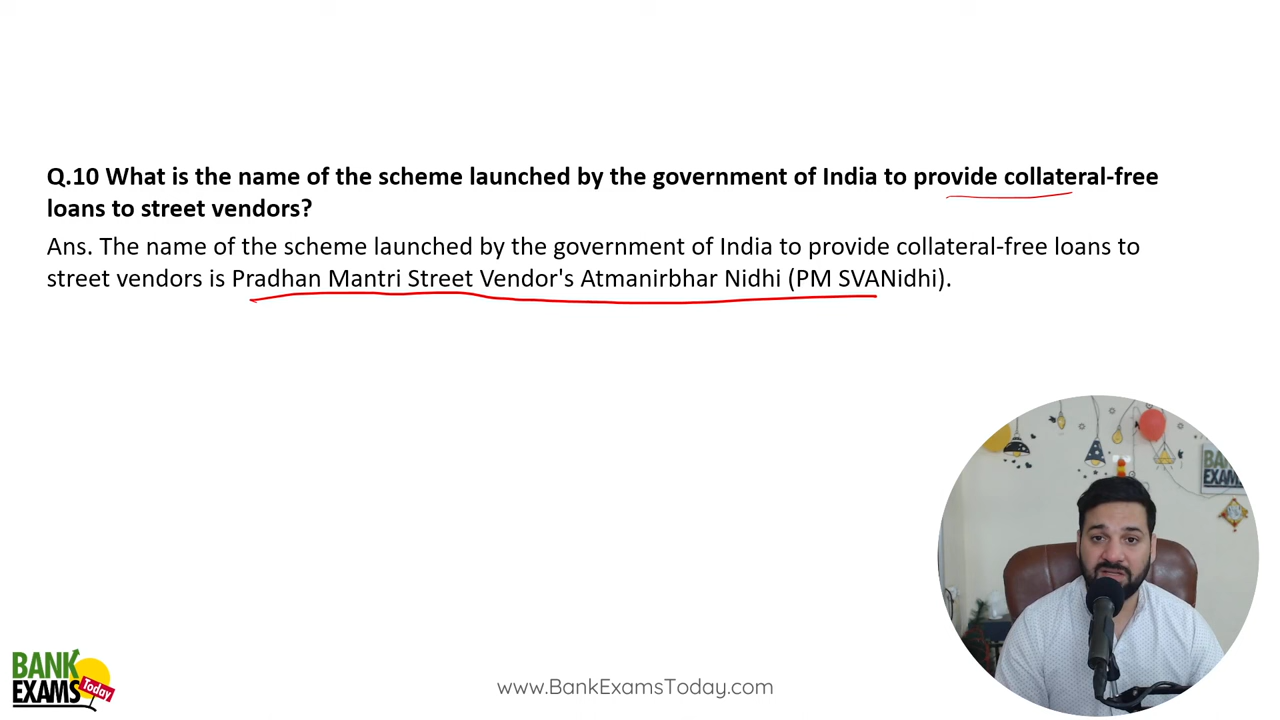 Q.10 What is the name of the scheme launched by the government of India to provide collateral-free
loans to street vendors?
Ans. The name of the scheme launched by the government of India to provide collateral-free loans to
street vendors is Pradhan Mantri Street Vendor's Atmanirbhar Nidhi (PM SVANidhi).
BANK
EXAMS
BANK
EXAMS
Today
www.BankExamsToday.com